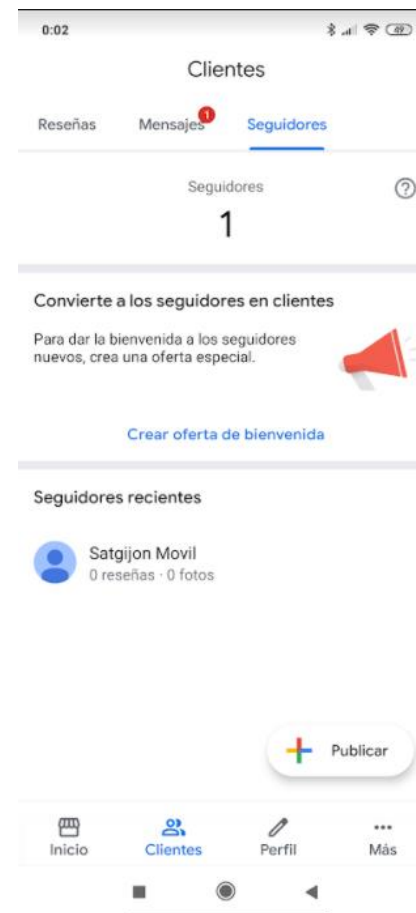 0:02
49
Clientes
Reseñas Mensajes 1 Seguidores
Seguidores
?
1
Convierte a los seguidores en clientes
Para dar la bienvenida a los seguidores
nuevos, crea una oferta especial.
Crear oferta de bienvenida
Seguidores recientes
Satgijon Movil
0 reseñas · 0 fotos
Publicar
Inicio Clientes Perfil Más